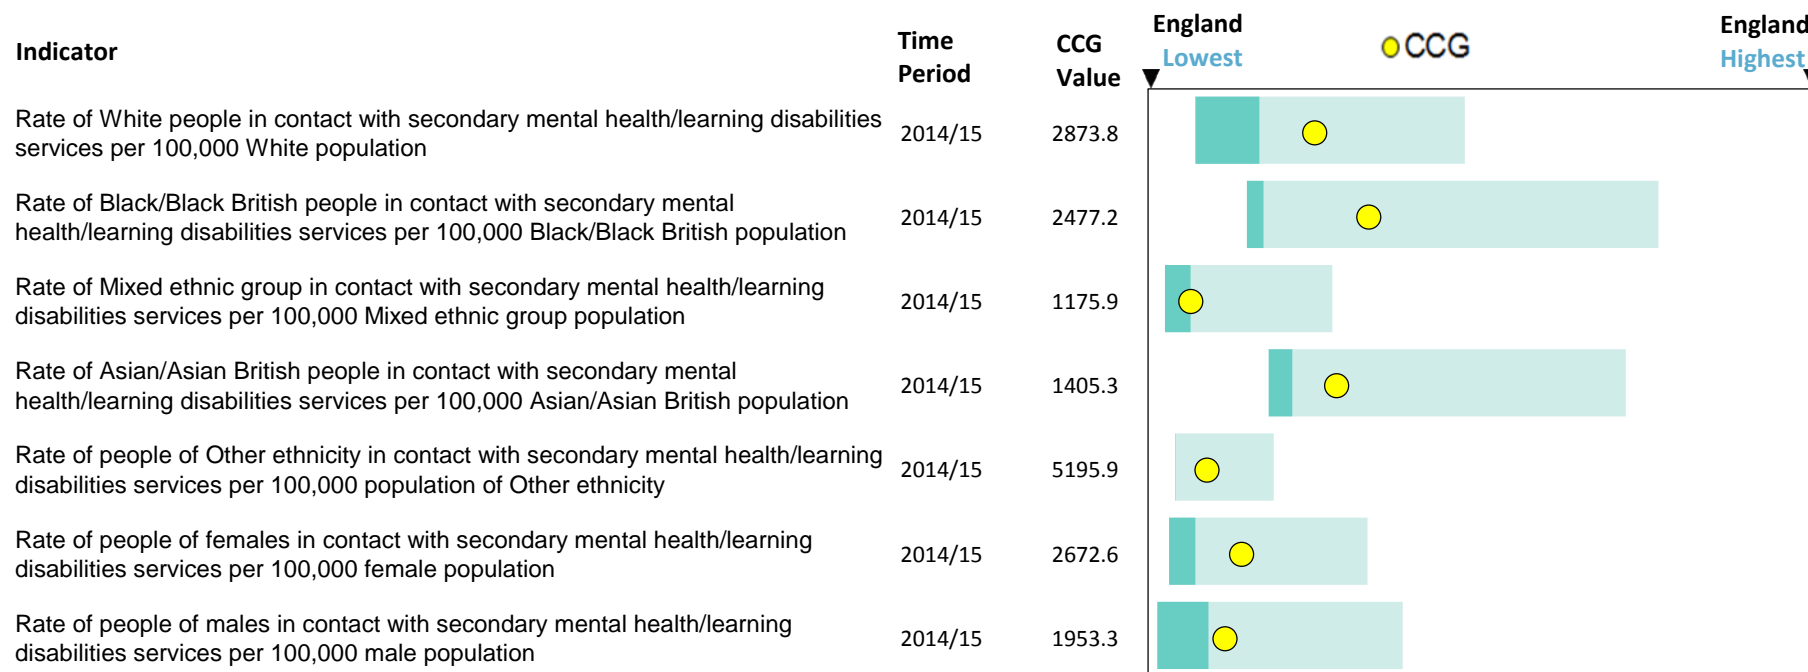 Indicator
Time
Period
CCG
Value
England
Lowest
CCG
England
Highest
Rate of White people in contact with secondary mental health/learning disabilities
services per 100,000 White population
2014/15
2873.8
Rate of Black/Black British people in contact with secondary mental
health/learning disabilities services per 100,000 Black/Black British population
2014/15
2477.2
Rate of Mixed ethnic group in contact with secondary mental health/learning
disabilities services per 100,000 Mixed ethnic group population
2014/15
1175.9
Rate of Asian/Asian British people in contact with secondary mental
health/learning disabilities services per 100,000 Asian/Asian British population
2014/15
1405.3
Rate of people of Other ethnicity in contact with secondary mental health/learning
disabilities services per 100,000 population of Other ethnicity
2014/15
5195.9
Rate of people of females in contact with secondary mental health/learning
disabilities services per 100,000 female population
2014/15
2672.6
Rate of people of males in contact with secondary mental health/learning
disabilities services per 100,000 male population
2014/15
1953.3